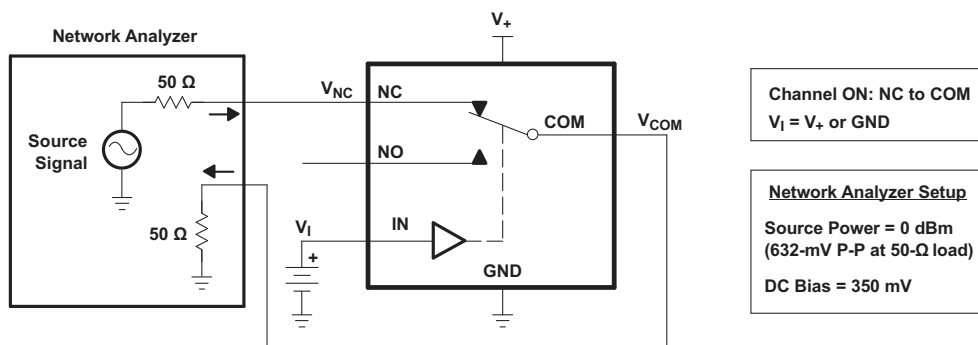 Network Analyzer
50 Ω
Source
Signal
50 Ω
V+
VNC
NC
COM
VCOM
NO
VI
IN
+
GND
Channel ON: NC to COM
VI = V+ or GND
Network Analyzer Setup
Source Power = 0 dBm
(632-mV P-P at 50-Ω load)
DC Bias = 350 mV